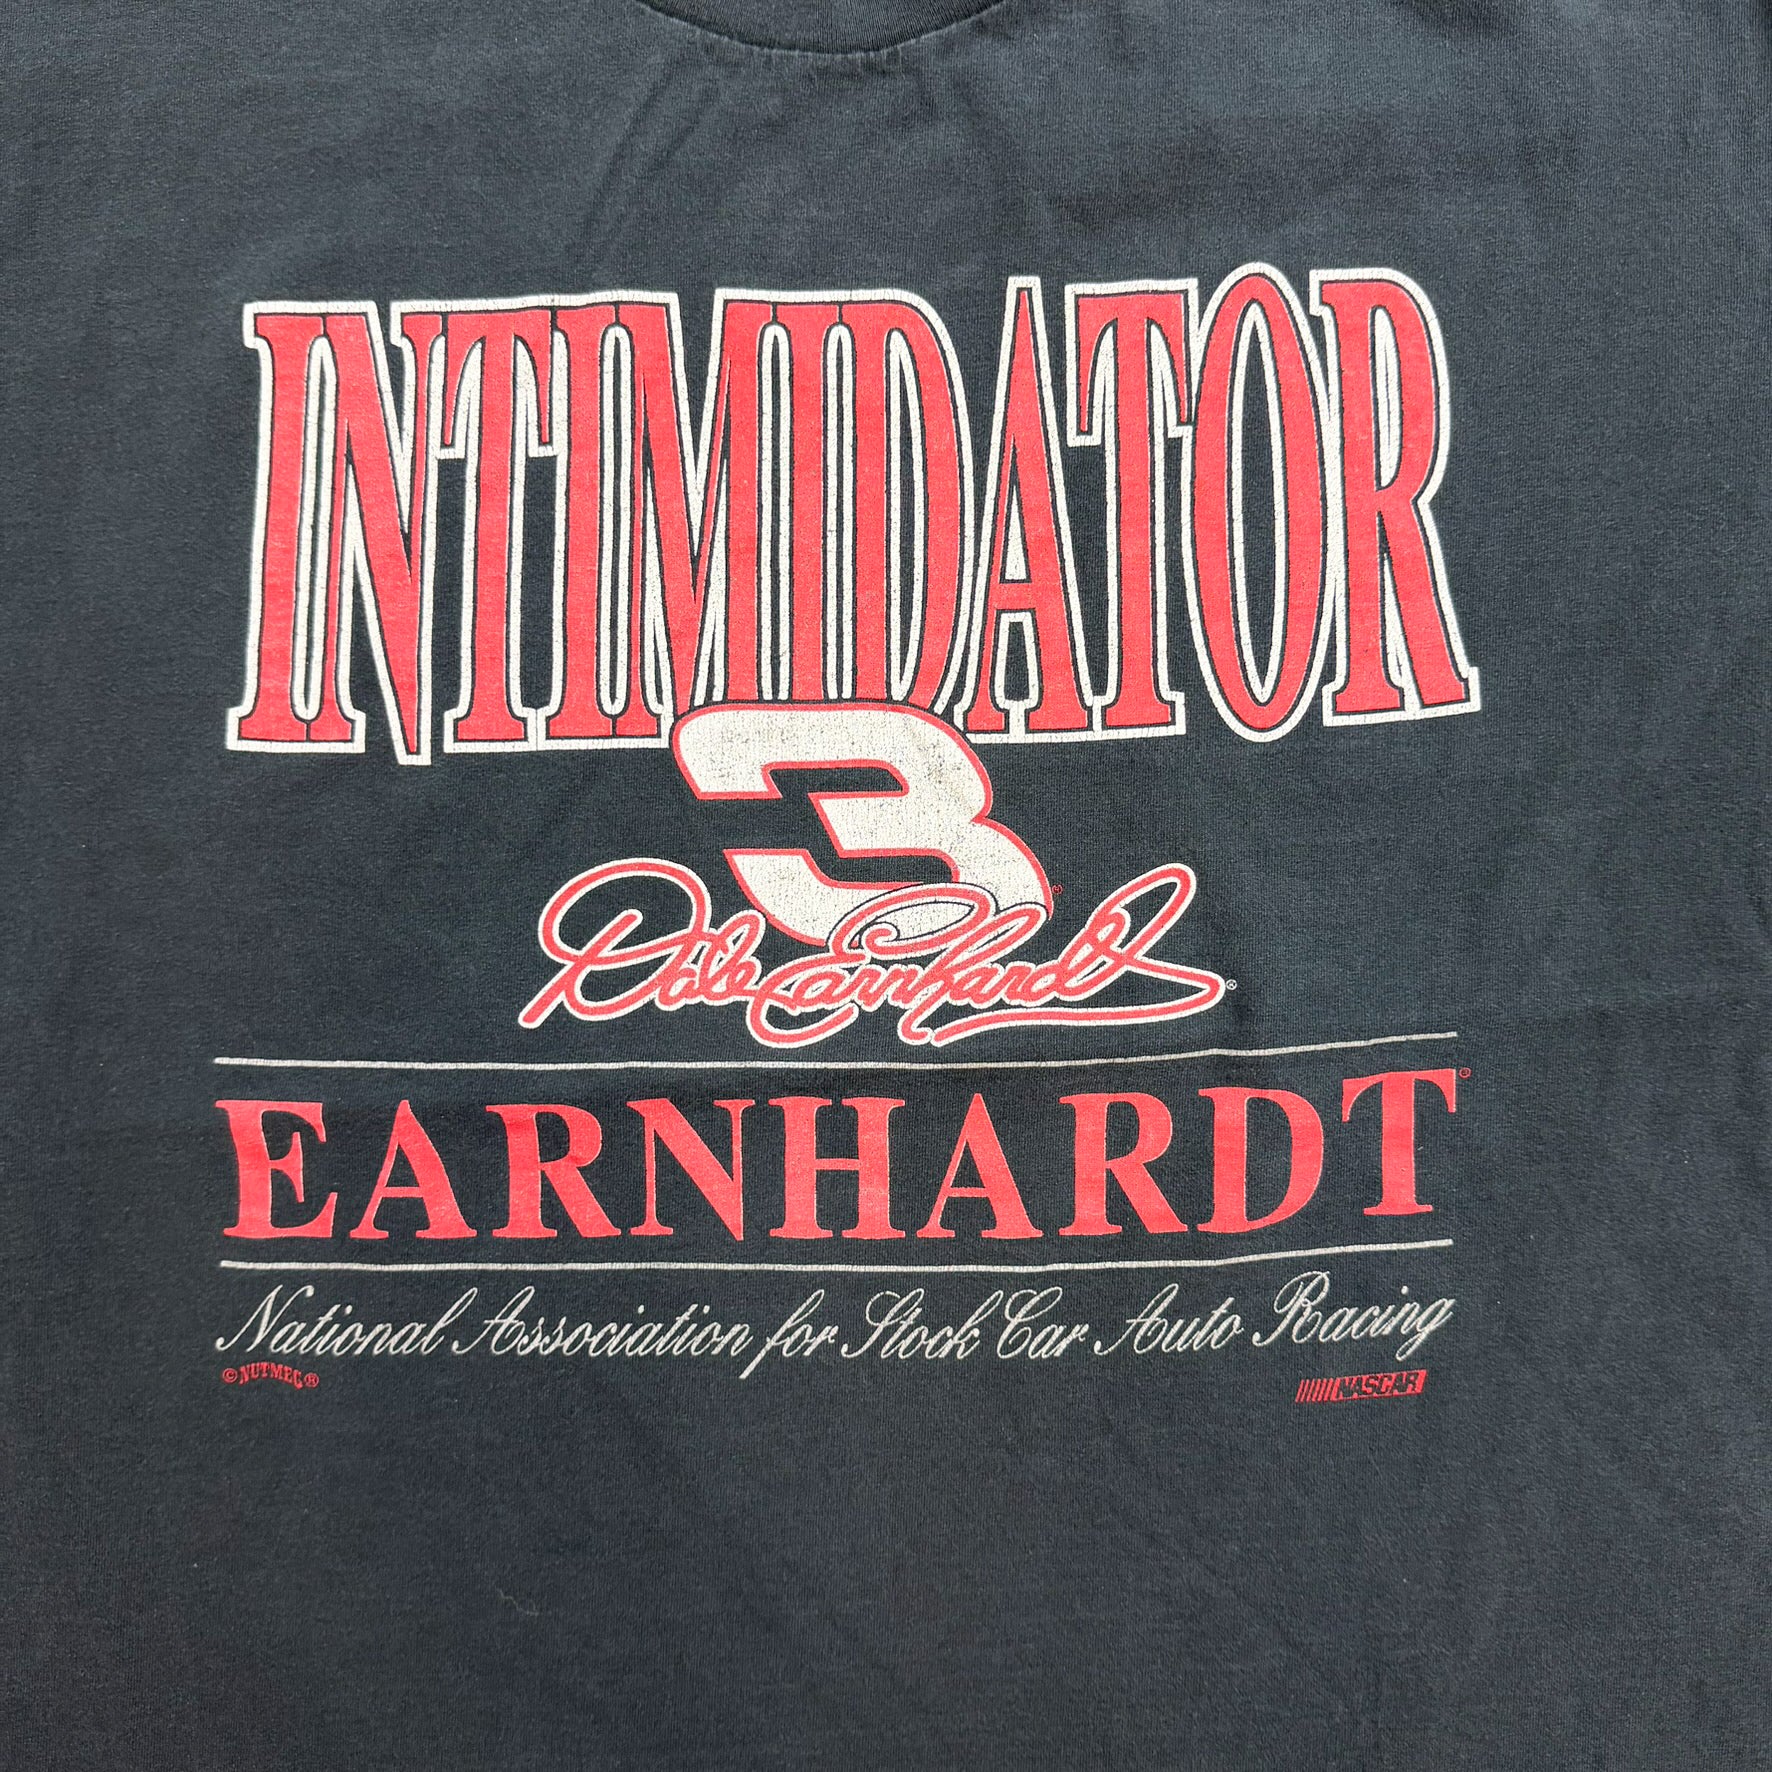 INTIMIDATOR
3
Dale Earnhardt ®
EARNHARDT®
National Association for Stock Car Auto Racing
©NUTMEG® NASCAR